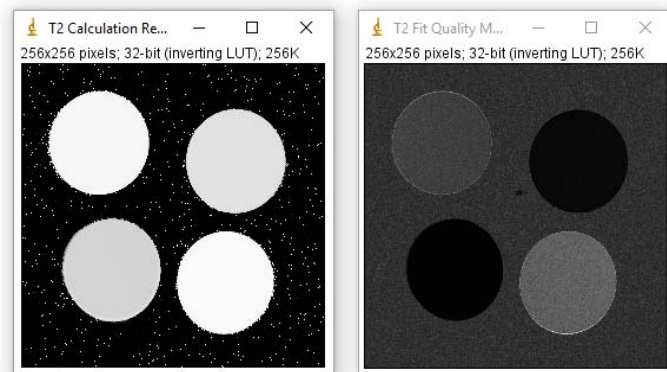 T2 Calculation Re...
256x256 pixels; 32-bit (inverting LUT); 256K
T2 Fit Quality M...
256x256 pixels; 32-bit (inverting LUT); 256K